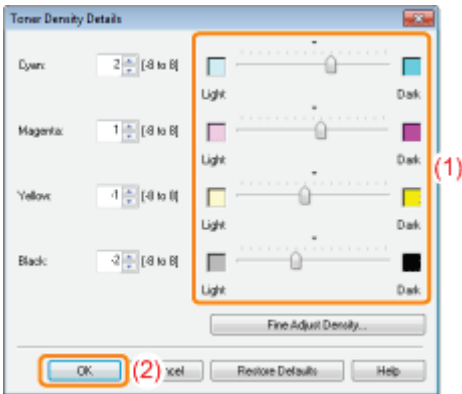 Toner Density Details
Cyan: 2 [-8 to 8]
Light Dark
Magenta: 1 [-8 to 8]
Light Dark
(1)
Yellow: -1 [-8 to 8]
Light Dark
Black: -2 [-8 to 8]
Light Dark
Fine Adjust Density...
OK (2) Restore Defaults Help